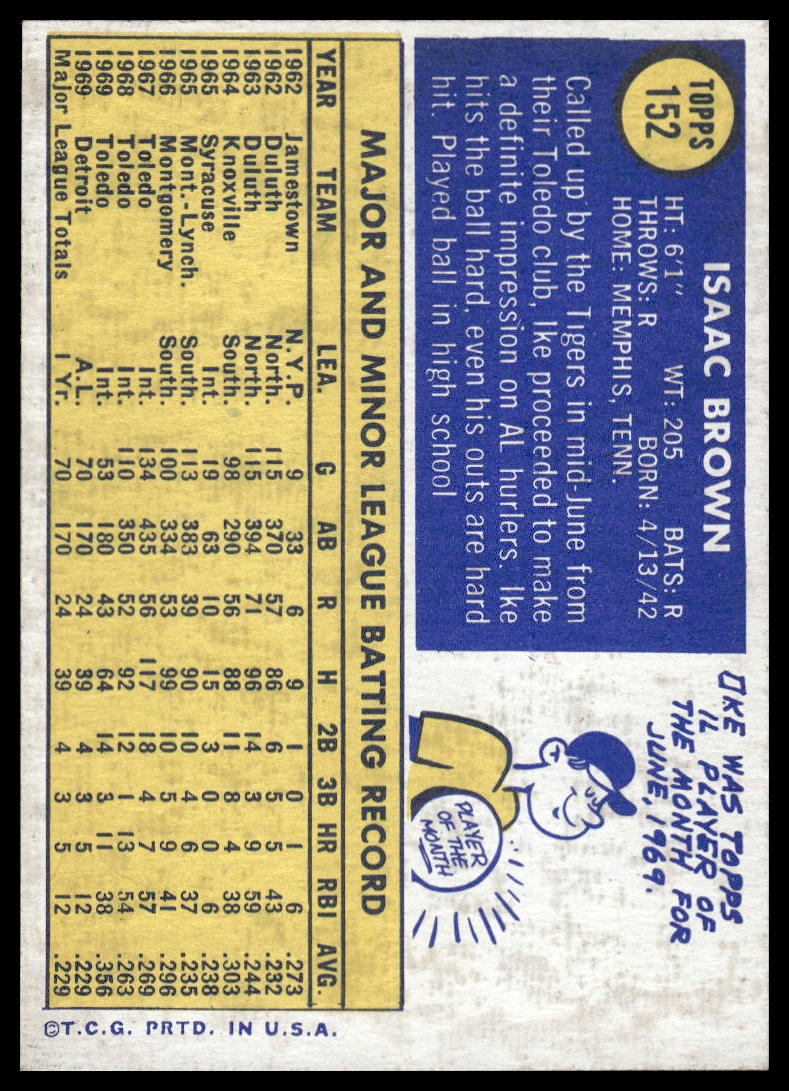 TOPPS
152
ISAAC BROWN
HT: 6'1" WT: 205 BATS: R
THROWS: R BORN: 4/13/42
HOME: MEMPHIS, TENN.
Called up by the Tigers in mid-June from
their Toledo club, Ike proceeded to make
a definite impression on AL hurlers. Ike
hits the ball hard, even his outs are hard
hit. Played ball in high school
IKE WAS TOPPS
IL PLAYER OF
THE MONTH FOR
JUNE, 1969.
PLAYER
OF THE
MONTH
MAJOR AND MINOR LEAGUE BATTING RECORD
YEAR TEAM LEA. G AB R H 2B 3B HR RBI AVG.
1962 Jamestown N.Y.P. 9 33 6 9 1 0 1 6 .273
1962 Duluth North. 115 370 57 86 6 5 5 43 .232
1963 Duluth North. 115 394 71 96 14 3 9 59 .244
1964 Knoxville South. 98 290 56 88 11 8 4 38 .303
1965 Syracuse Int. 19 63 10 15 3 0 0 6 .238
1965 Mont.-Lynch. South. 113 383 39 90 10 4 6 37 .235
1966 Montgomery South. 100 334 53 99 10 5 9 41 .296
1967 Toledo Int. 134 435 56 117 18 4 7 57 .269
1968 Toledo Int. 110 350 52 92 12 1 13 54 .263
1969 Toledo Int. 53 180 43 64 14 3 11 38 .356
1969 Detroit A.L. 70 170 24 39 4 3 5 12 .229
Major League Totals 1 Yr. 70 170 24 39 4 3 5 12 .229
©T.C.G. PRTD. IN U.S.A.